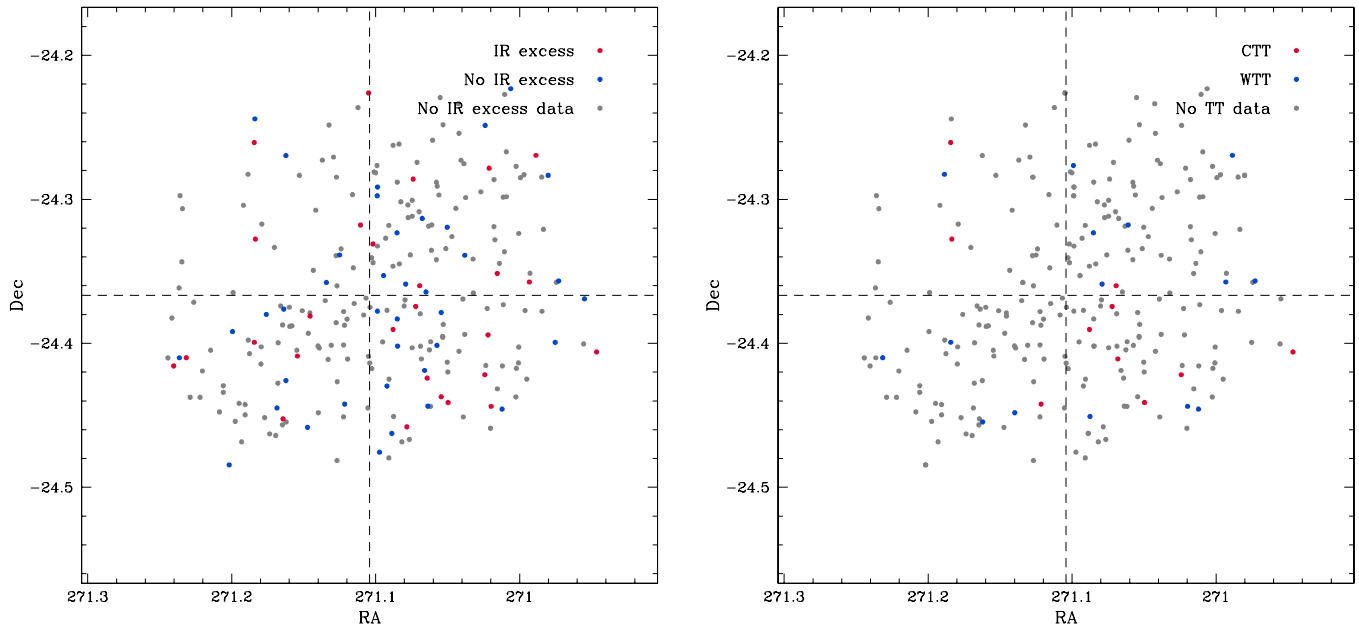 −24.2
−24.3
−24.4
−24.5
Dec
IR excess
No IR excess
No IR excess data
271.3
271.2
271.1
271
RA
−24.2
−24.3
−24.4
−24.5
Dec
CTT
WTT
No TT data
271.3
271.2
271.1
271
RA